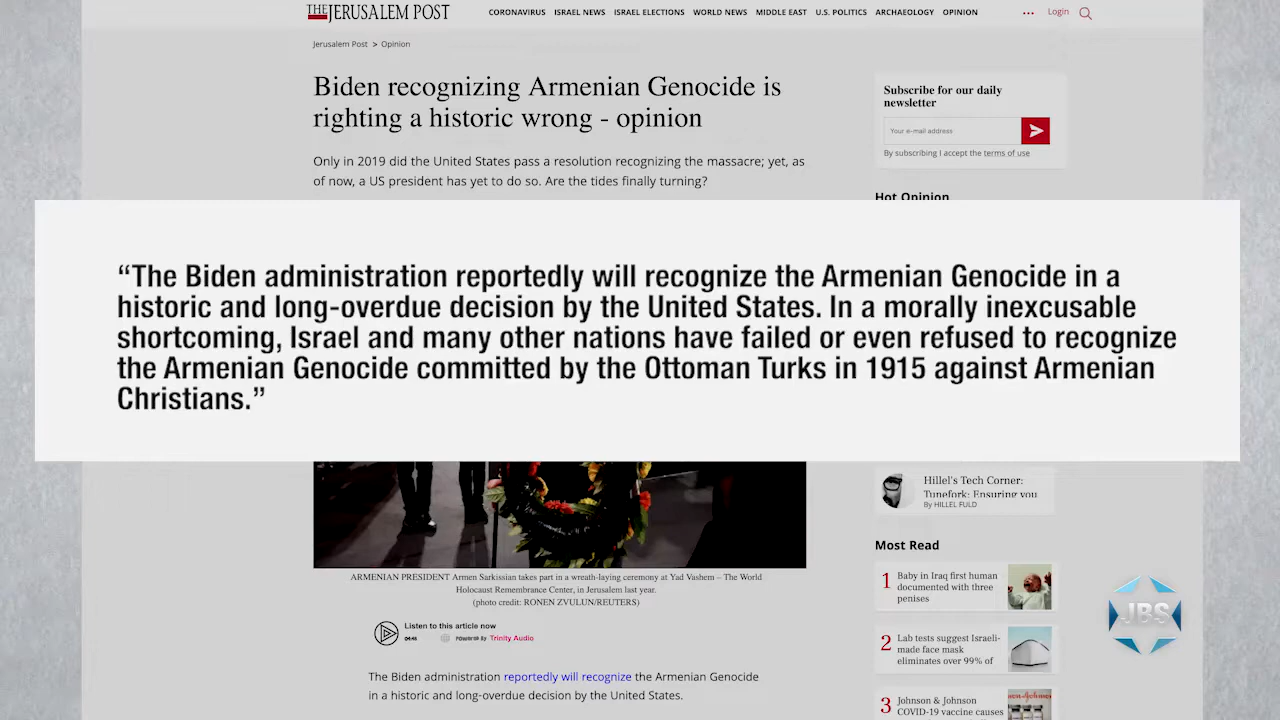 THE JERUSALEM POST
CORONAVIRUS ISRAEL NEWS ISRAEL ELECTIONS WORLD NEWS MIDDLE EAST U.S. POLITICS ARCHAEOLOGY OPINION ... Login
Jerusalem Post > Opinion
Biden recognizing Armenian Genocide is
righting a historic wrong - opinion
Only in 2019 did the United States pass a resolution recognizing the massacre; yet, as
of now, a US president has yet to do so. Are the tides finally turning?
Subscribe for our daily
newsletter
Your e-mail address
By subscribing I accept the terms of use
Hot Opinion
“The Biden administration reportedly will recognize the Armenian Genocide in a
historic and long-overdue decision by the United States. In a morally inexcusable
shortcoming, Israel and many other nations have failed or even refused to recognize
the Armenian Genocide committed by the Ottoman Turks in 1915 against Armenian
Christians.”
ARMENIAN PRESIDENT Armen Sarkissian takes part in a wreath-laying ceremony at Yad Vashem – The World
Holocaust Remembrance Center, in Jerusalem last year.
(photo credit: RONEN ZVULUN/REUTERS)
Listen to this article now
04:45 Powered by Trinity Audio
The Biden administration reportedly will recognize the Armenian Genocide
in a historic and long-overdue decision by the United States.
Hillel's Tech Corner:
Tunefork: Ensuring you
By HILLEL FULD
Most Read
1 Baby in Iraq first human
documented with three
penises
2 Lab tests suggest Israeli-
made face mask
eliminates over 99% of
3 Johnson & Johnson
COVID-19 vaccine causes
JBS